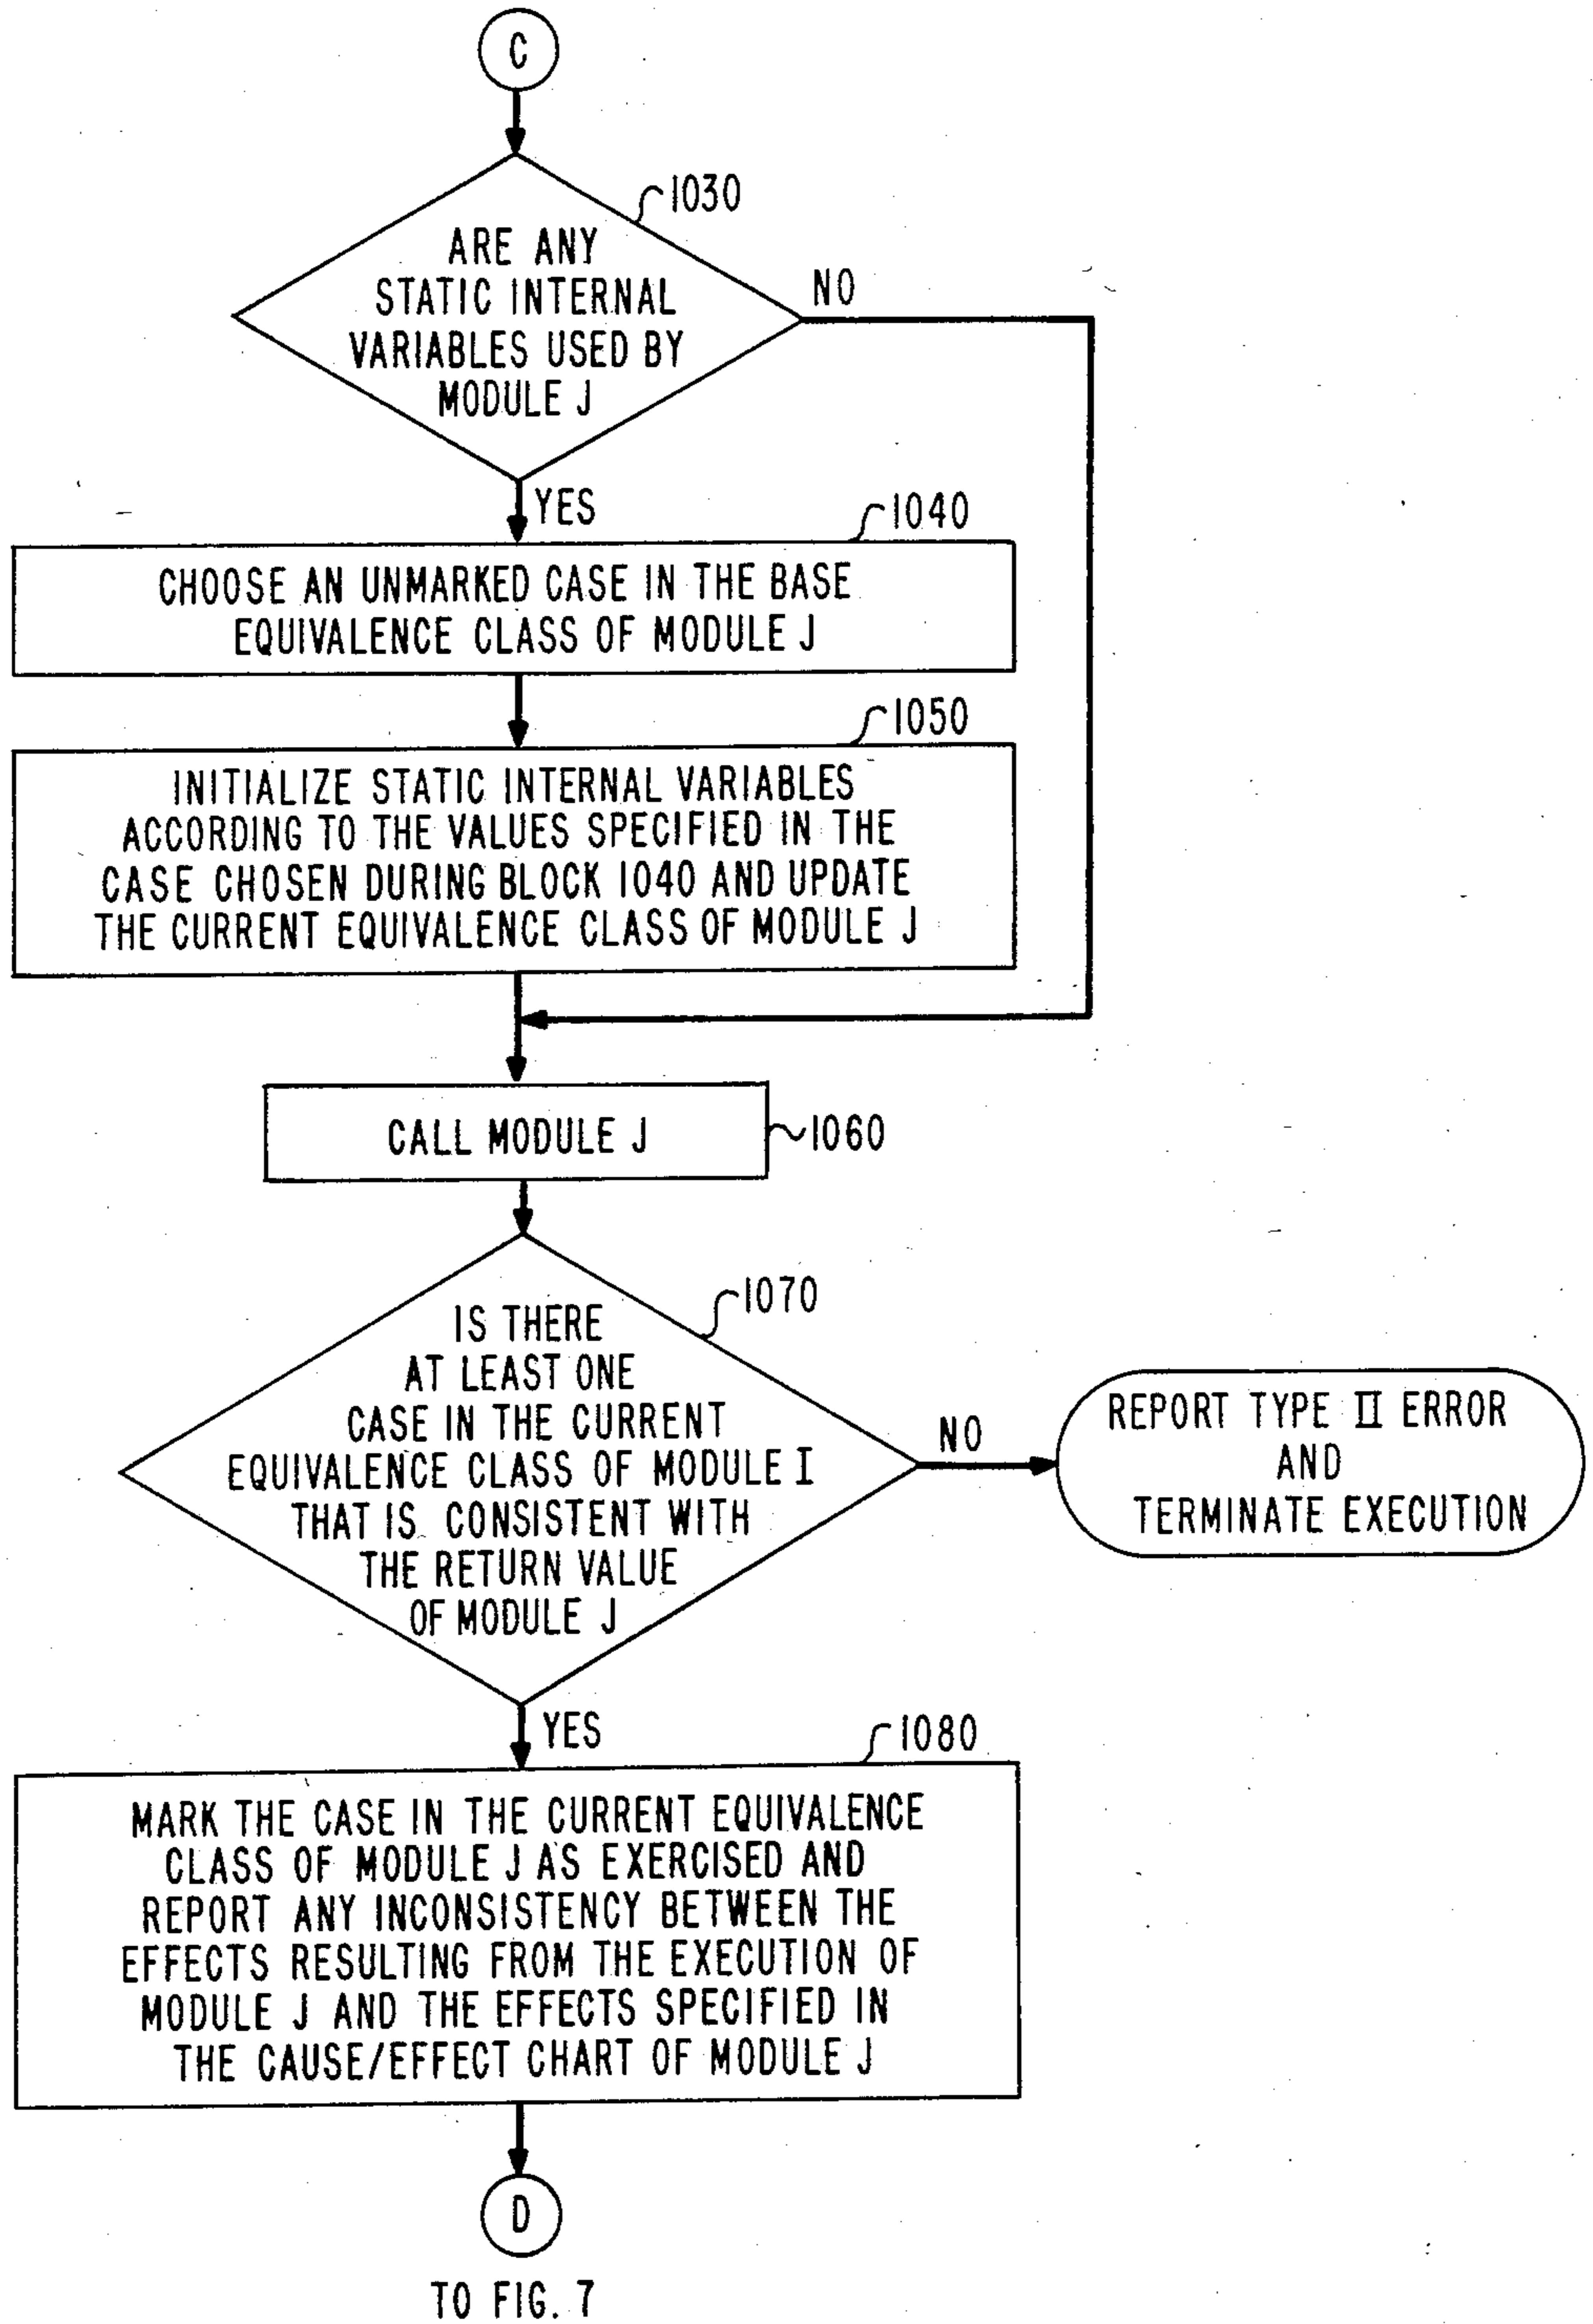 C
1030
ARE ANY
STATIC INTERNAL
VARIABLES USED BY
MODULE J
NO
YES
1040
CHOOSE AN UNMARKED CASE IN THE BASE
EQUIVALENCE CLASS OF MODULE J
1050
INITIALIZE STATIC INTERNAL VARIABLES
ACCORDING TO THE VALUES SPECIFIED IN THE
CASE CHOSEN DURING BLOCK 1040 AND UPDATE
THE CURRENT EQUIVALENCE CLASS OF MODULE J
CALL MODULE J
1060
1070
IS THERE
AT LEAST ONE
CASE IN THE CURRENT
EQUIVALENCE CLASS OF MODULE I
THAT IS CONSISTENT WITH
THE RETURN VALUE
OF MODULE J
NO
REPORT TYPE II ERROR
AND
TERMINATE EXECUTION
YES
1080
MARK THE CASE IN THE CURRENT EQUIVALENCE
CLASS OF MODULE J AS EXERCISED AND
REPORT ANY INCONSISTENCY BETWEEN THE
EFFECTS RESULTING FROM THE EXECUTION OF
MODULE J AND THE EFFECTS SPECIFIED IN
THE CAUSE/EFFECT CHART OF MODULE J
D
TO FIG. 7